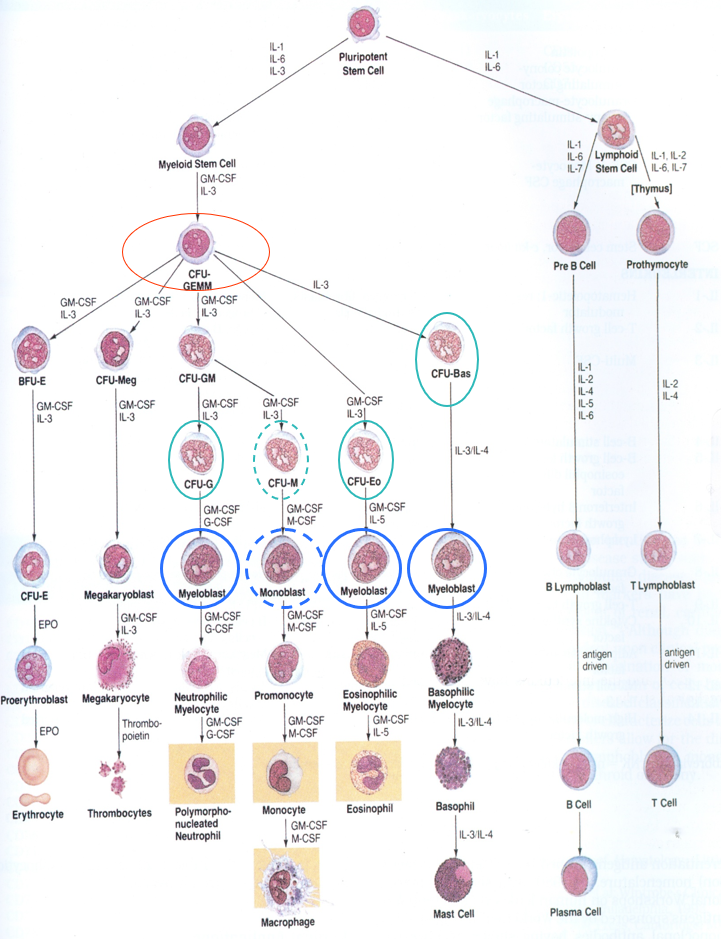 IL-1
IL-6
IL-3
Pluripotent
Stem Cell
IL-1
IL-6
Myeloid Stem Cell
IL-1
IL-6
IL-7
Lymphoid
Stem Cell
IL-1, IL-2
IL-6, IL-7
[Thymus]
GM-CSF
IL-3
CFU-
GEMM
Pre B Cell
Prothymocyte
GM-CSF
IL-3
GM-CSF
IL-3
GM-CSF
IL-3
IL-3
BFU-E
CFU-Meg
CFU-GM
CFU-Bas
GM-CSF
IL-3
GM-CSF
IL-3
GM-CSF
IL-3
GM-CSF
IL-3
GM-CSF
IL-3
IL-1
IL-2
IL-4
IL-5
IL-6
IL-2
IL-4
IL-3/IL-4
CFU-G
CFU-M
CFU-Eo
GM-CSF
G-CSF
GM-CSF
M-CSF
GM-CSF
IL-5
CFU-E
Megakaryoblast
Myeloblast
Monoblast
Myeloblast
Myeloblast
B Lymphoblast
T Lymphoblast
EPO
GM-CSF
IL-3
GM-CSF
G-CSF
GM-CSF
M-CSF
GM-CSF
IL-5
IL-3/IL-4
antigen
driven
antigen
driven
Proerythroblast
Megakaryocyte
Neutrophilic
Myelocyte
Promonocyte
Eosinophilic
Myelocyte
Basophilic
Myelocyte
EPO
Thrombo-
poietin
GM-CSF
G-CSF
GM-CSF
M-CSF
GM-CSF
IL-5
IL-3/IL-4
Erythrocyte
Thrombocytes
Polymorpho-
nucleated
Neutrophil
Monocyte
Eosinophil
Basophil
B Cell
T Cell
GM-CSF
M-CSF
IL-3/IL-4
Macrophage
Mast Cell
Plasma Cell